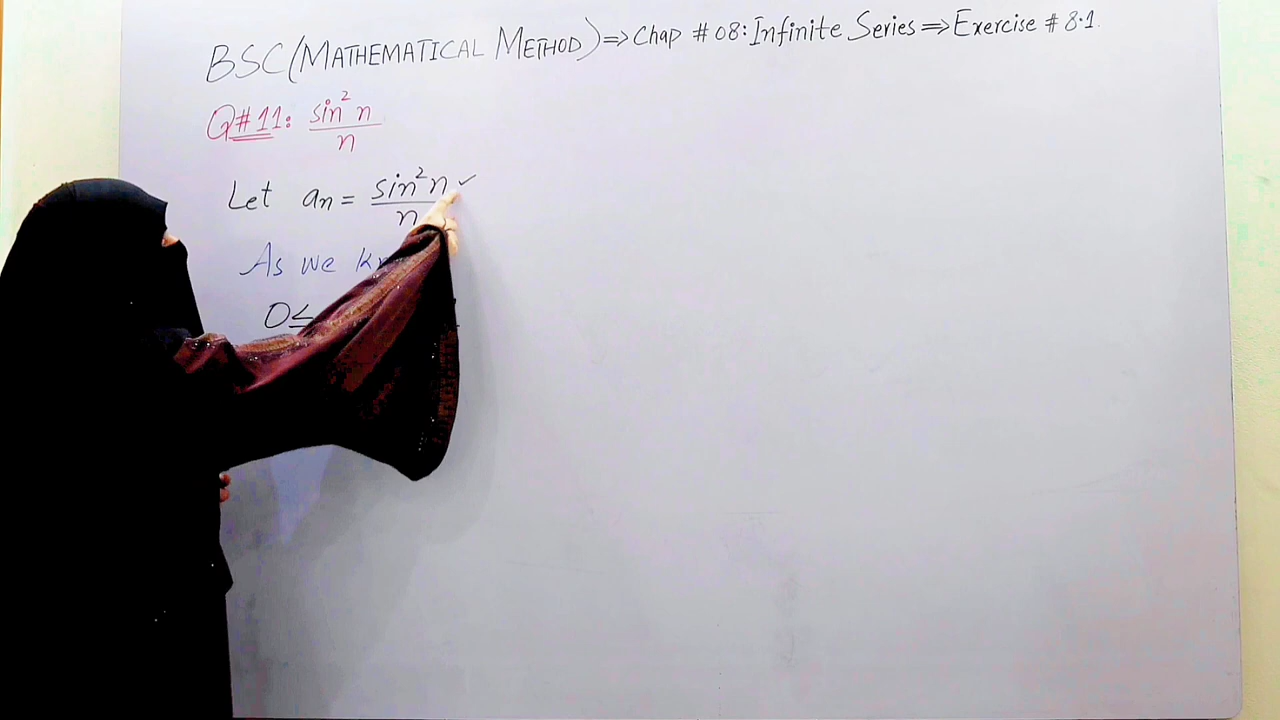 BSC (MATHEMATICAL METHOD) ⇒ Chap # 08: Infinite Series ⇒ Exercise # 8.1.
Q#11: sin²n / n
Let aₙ = sin²n / n ✓
As we
0≤